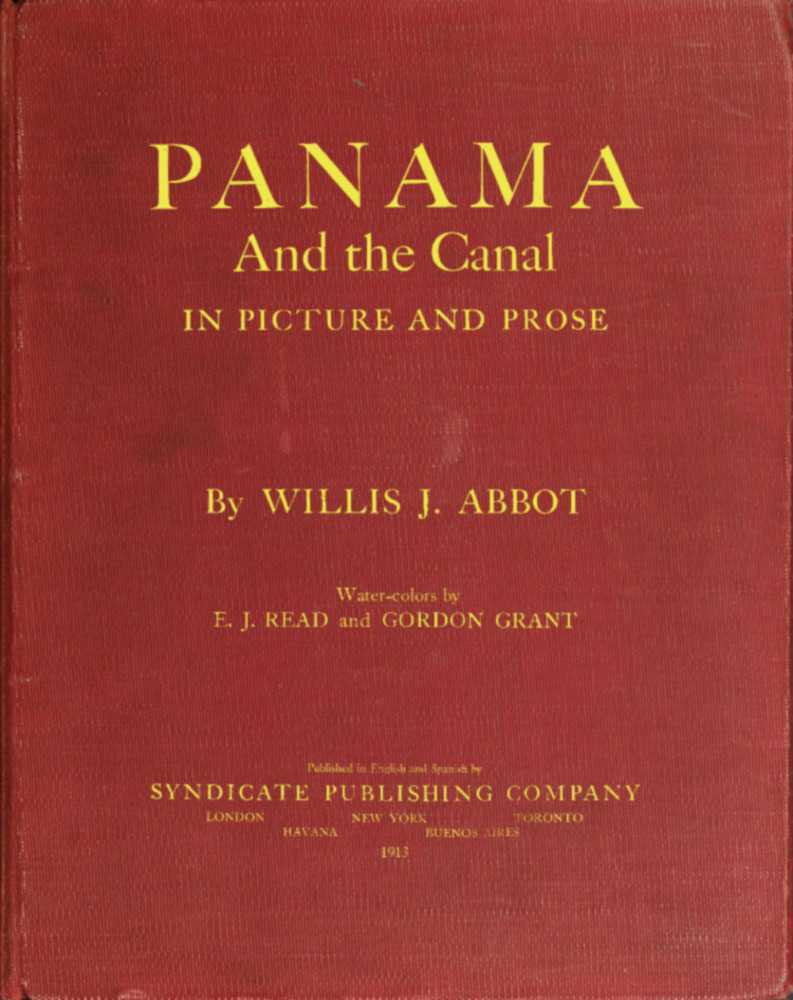 PANAMA
And the Canal
IN PICTURE AND PROSE
By WILLIS J. ABBOT
Water-colors by
E. J. READ and GORDON GRANT
Published in English and Spanish by
SYNDICATE PUBLISHING COMPANY
LONDON NEW YORK TORONTO
HAVANA BUENOS AIRES
1913